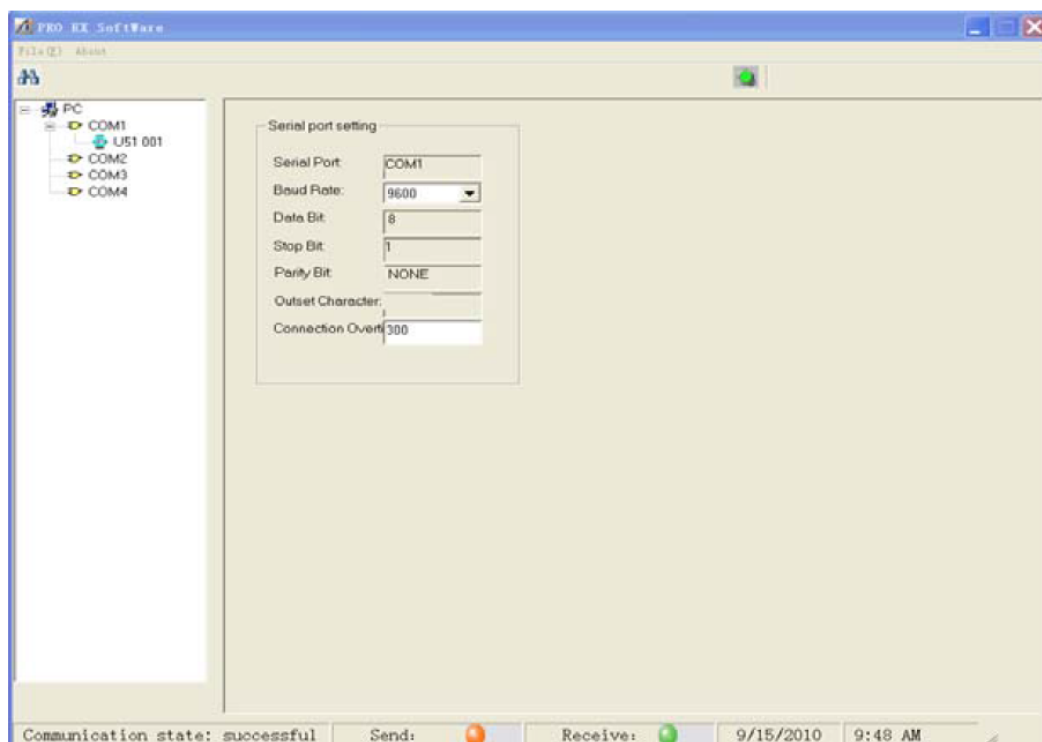 PRO EX SoftWare
File(F) About
PC
COM1
U51 001
COM2
COM3
COM4
Serial port setting
Serial Port: COM1
Baud Rate: 9600
Data Bit: 8
Stop Bit: 1
Parity Bit: NONE
Outset Character:
Connection Overti 300
Communication state: successful Send: Receive: 9/15/2010 9:48 AM